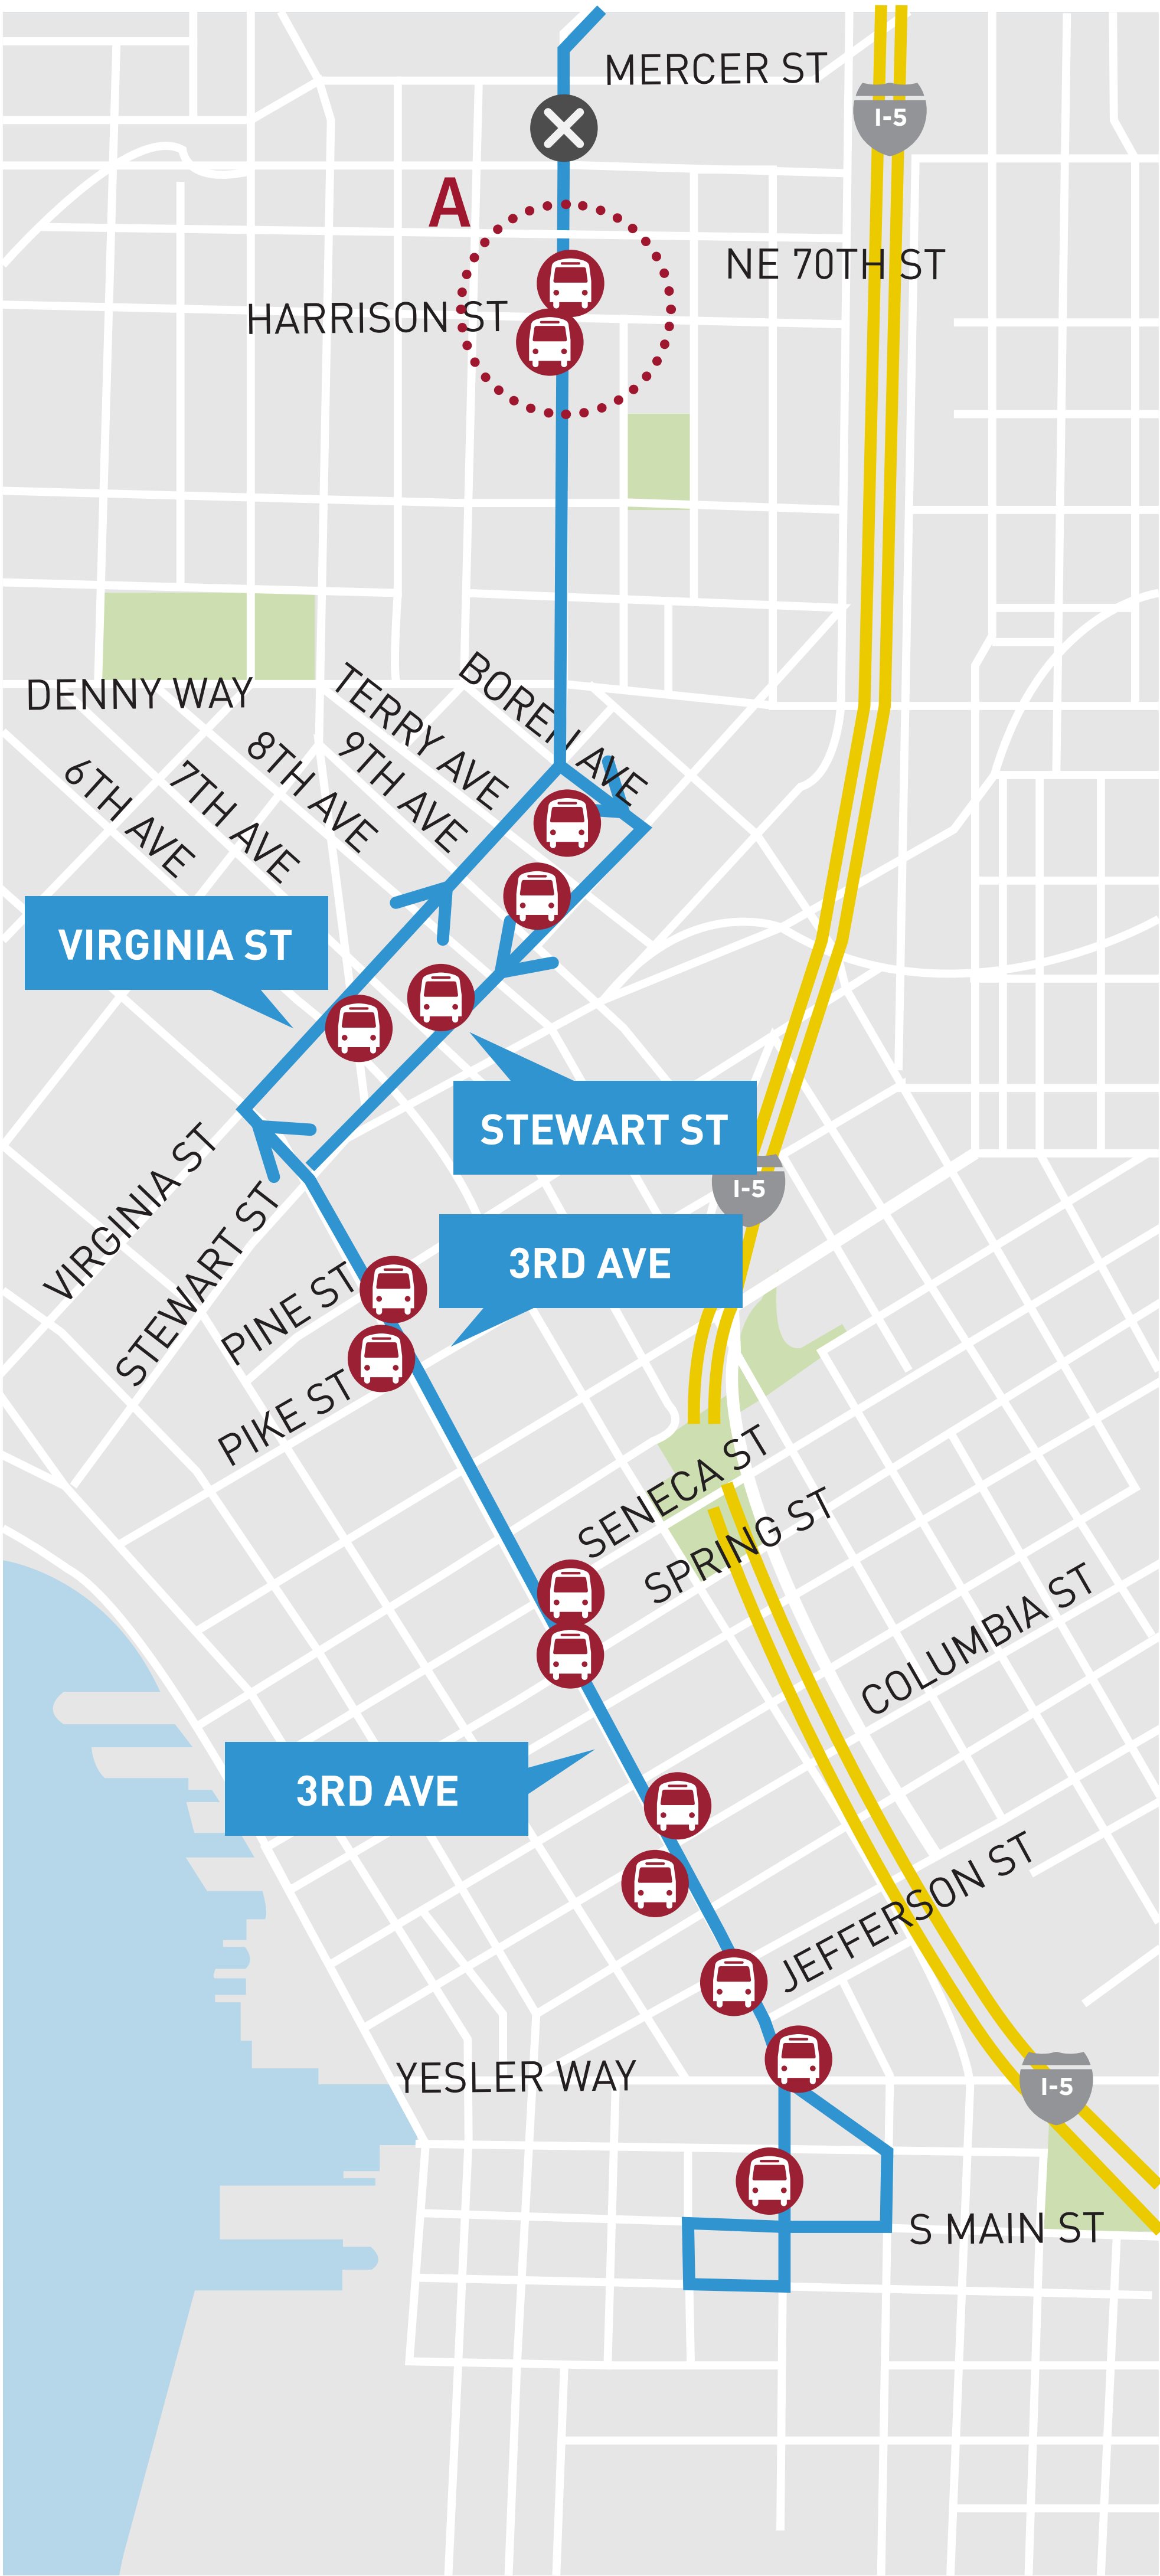 MERCER ST
I-5
A
NE 70TH ST
HARRISON ST
BOREN AVE
TERRY AVE
DENNY WAY
9TH AVE
8TH AVE
7TH AVE
6TH AVE
VIRGINIA ST
STEWART ST
I-5
VIRGINIA ST
STEWART ST
3RD AVE
PINE ST
PIKE ST
SENECA ST
SPRING ST
COLUMBIA ST
3RD AVE
JEFFERSON ST
YESLER WAY
I-5
S MAIN ST